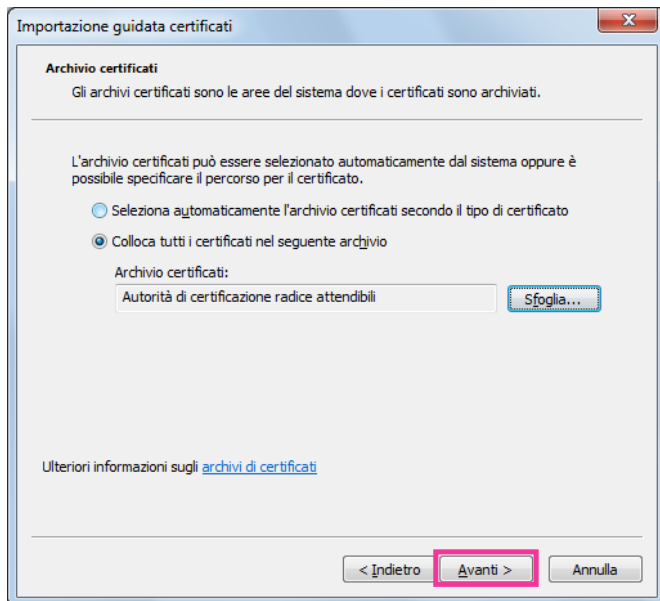 Importazione guidata certificati
Archivio certificati
Gli archivi certificati sono le aree del sistema dove i certificati sono archiviati.
L'archivio certificati può essere selezionato automaticamente dal sistema oppure è
possibile specificare il percorso per il certificato.
Seleziona automaticamente l'archivio certificati secondo il tipo di certificato
Colloca tutti i certificati nel seguente archivio
Archivio certificati:
Autorità di certificazione radice attendibili
Sfoglia...
Ulteriori informazioni sugli archivi di certificati
< Indietro
Avanti >
Annulla